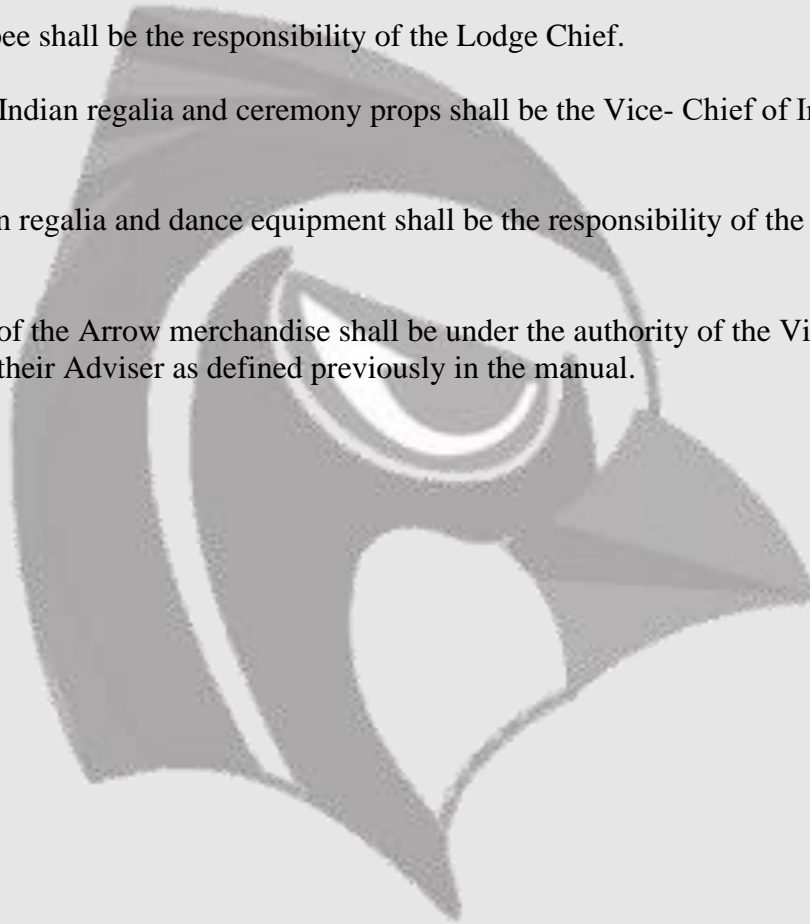 ee shall be the responsibility of the Lodge Chief.
Indian regalia and ceremony props shall be the Vice- Chief of
regalia and dance equipment shall be the responsibility of the
of the Arrow merchandise shall be under the authority of the
their Adviser as defined previously in the manual.